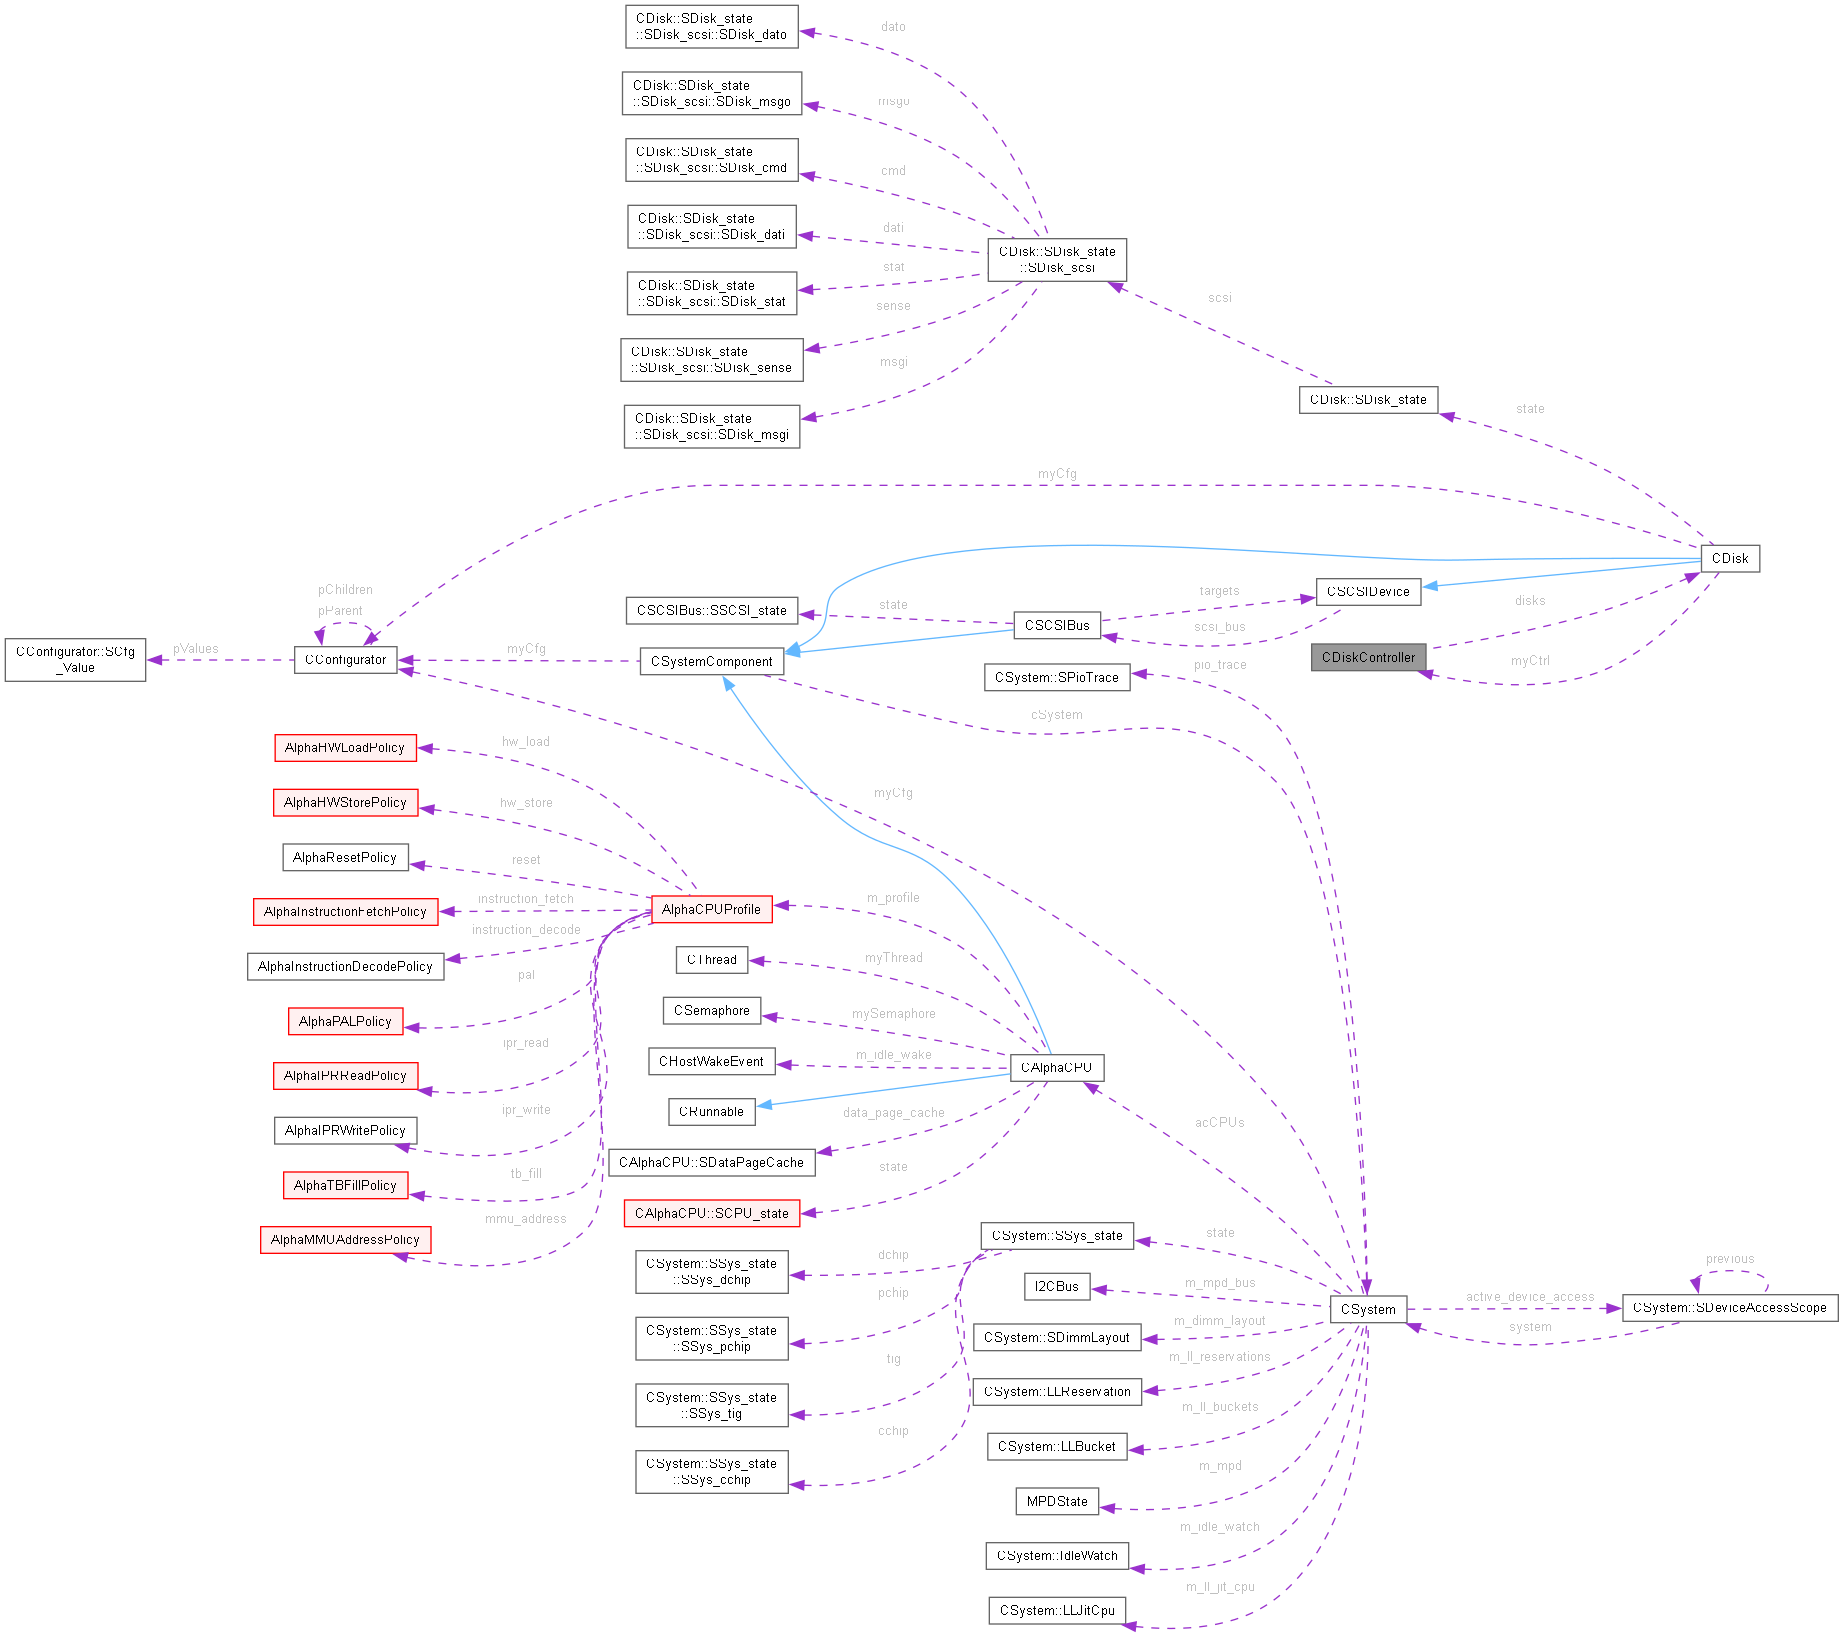 CDisk::SDisk_state
::SDisk_scsi::SDisk_dato
dato
CDisk::SDisk_state
::SDisk_scsi::SDisk_msgo
msgo
CDisk::SDisk_state
::SDisk_scsi::SDisk_cmd
cmd
CDisk::SDisk_state
::SDisk_scsi::SDisk_dati
dati
CDisk::SDisk_state
::SDisk_scsi
CDisk::SDisk_state
::SDisk_scsi::SDisk_stat
stat
scsi
CDisk::SDisk_state
::SDisk_scsi::SDisk_sense
sense
CDisk::SDisk_state
::SDisk_scsi::SDisk_msgi
msgi
CDisk::SDisk_state
state
myCfg
CDisk
pChildren
pParent
CSCSIBus::SSCSI_state
state
CSCSIBus
targets
scsi_bus
CSCSIDevice
disks
CConfigurator::SCfg
_Value
pValues
CConfigurator
myCfg
CSystemComponent
CSystem::SPioTrace
pio_trace
CDiskController
myCtrl
cSystem
AlphaHWLoadPolicy
hw_load
AlphaHWStorePolicy
hw_store
myCfg
AlphaResetPolicy
reset
AlphaInstructionFetchPolicy
instruction_fetch
AlphaCPUProfile
m_profile
instruction_decode
AlphaInstructionDecodePolicy
CThread
myThread
pal
AlphaPALPolicy
CSemaphore
mySemaphore
ipr_read
AlphaIPRReadPolicy
CHostWakeEvent
m_idle_wake
CAlphaCPU
ipr_write
AlphaIPRWritePolicy
CRunnable
data_page_cache
acCPUs
CAlphaCPU::SDataPageCache
tb_fill
AlphaTBFillPolicy
state
CAlphaCPU::SCPU_state
mmu_address
AlphaMMUAddressPolicy
CSystem::SSys_state
state
CSystem::SSys_state
::SSys_dchip
dchip
I2CBus
m_mpd_bus
pchip
CSystem
active_device_access
previous
CSystem::SDeviceAccessScope
system
CSystem::SSys_state
::SSys_pchip
CSystem::SDimmLayout
m_dimm_layout
tig
m_ll_reservations
CSystem::LLReservation
CSystem::SSys_state
::SSys_tig
m_ll_buckets
cchip
CSystem::LLBucket
CSystem::SSys_state
::SSys_cchip
m_mpd
MPDState
m_idle_watch
CSystem::IdleWatch
m_ll_jit_cpu
CSystem::LLJitCpu